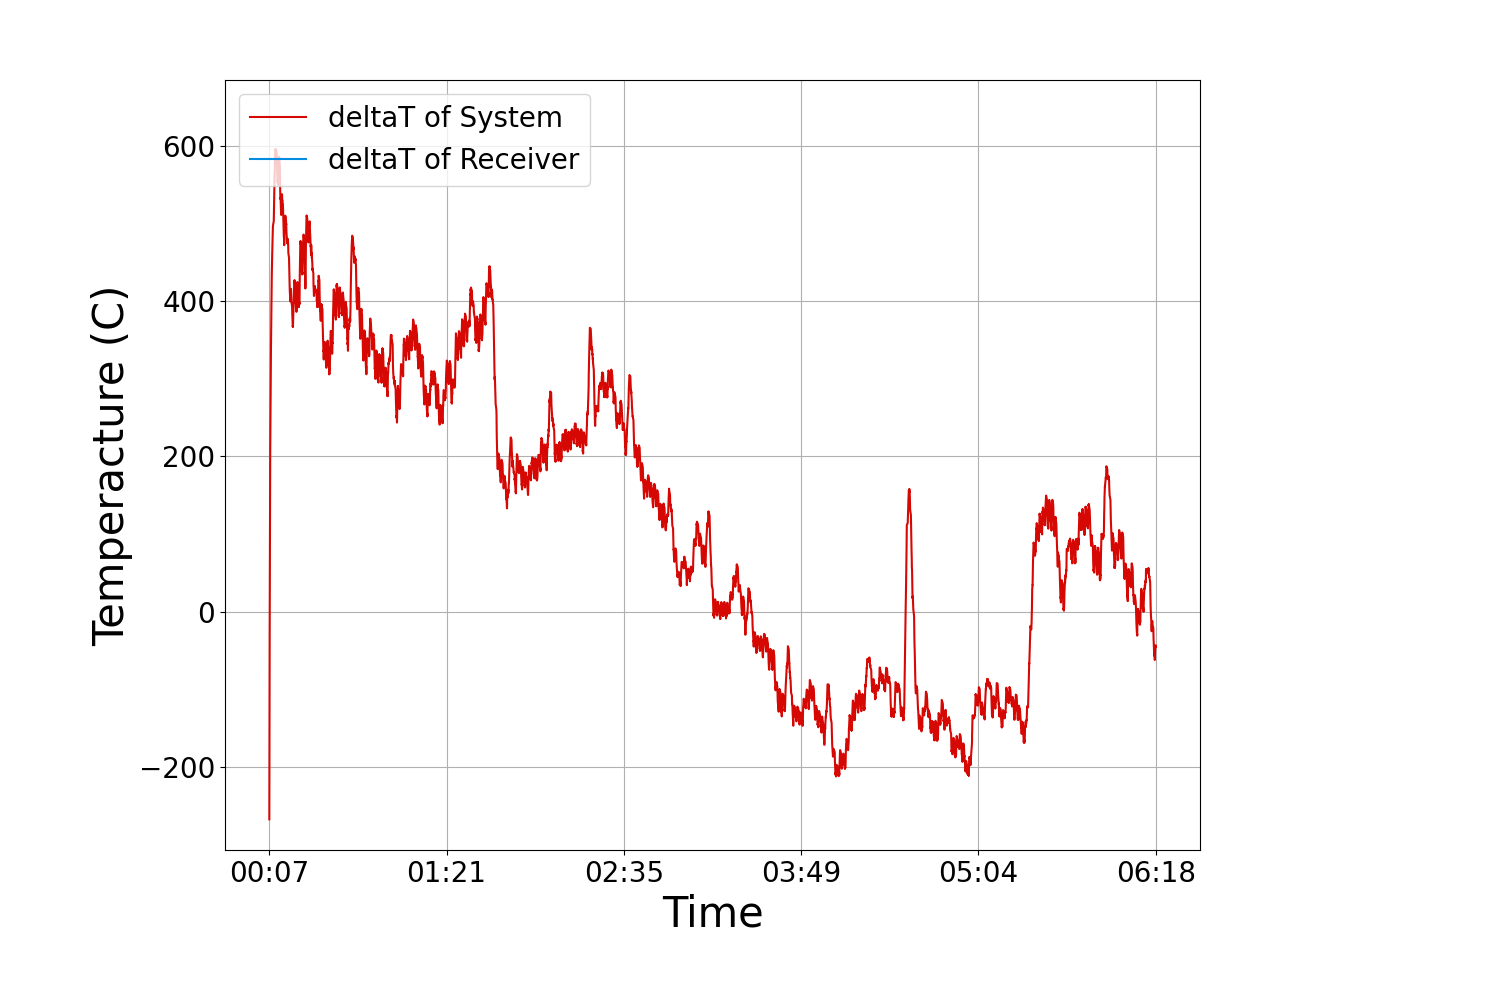 deltaT of System
deltaT of Receiver
600
400
200
0
−200
Temperacture (C)
00:07 01:21 02:35 03:49 05:04 06:18
Time